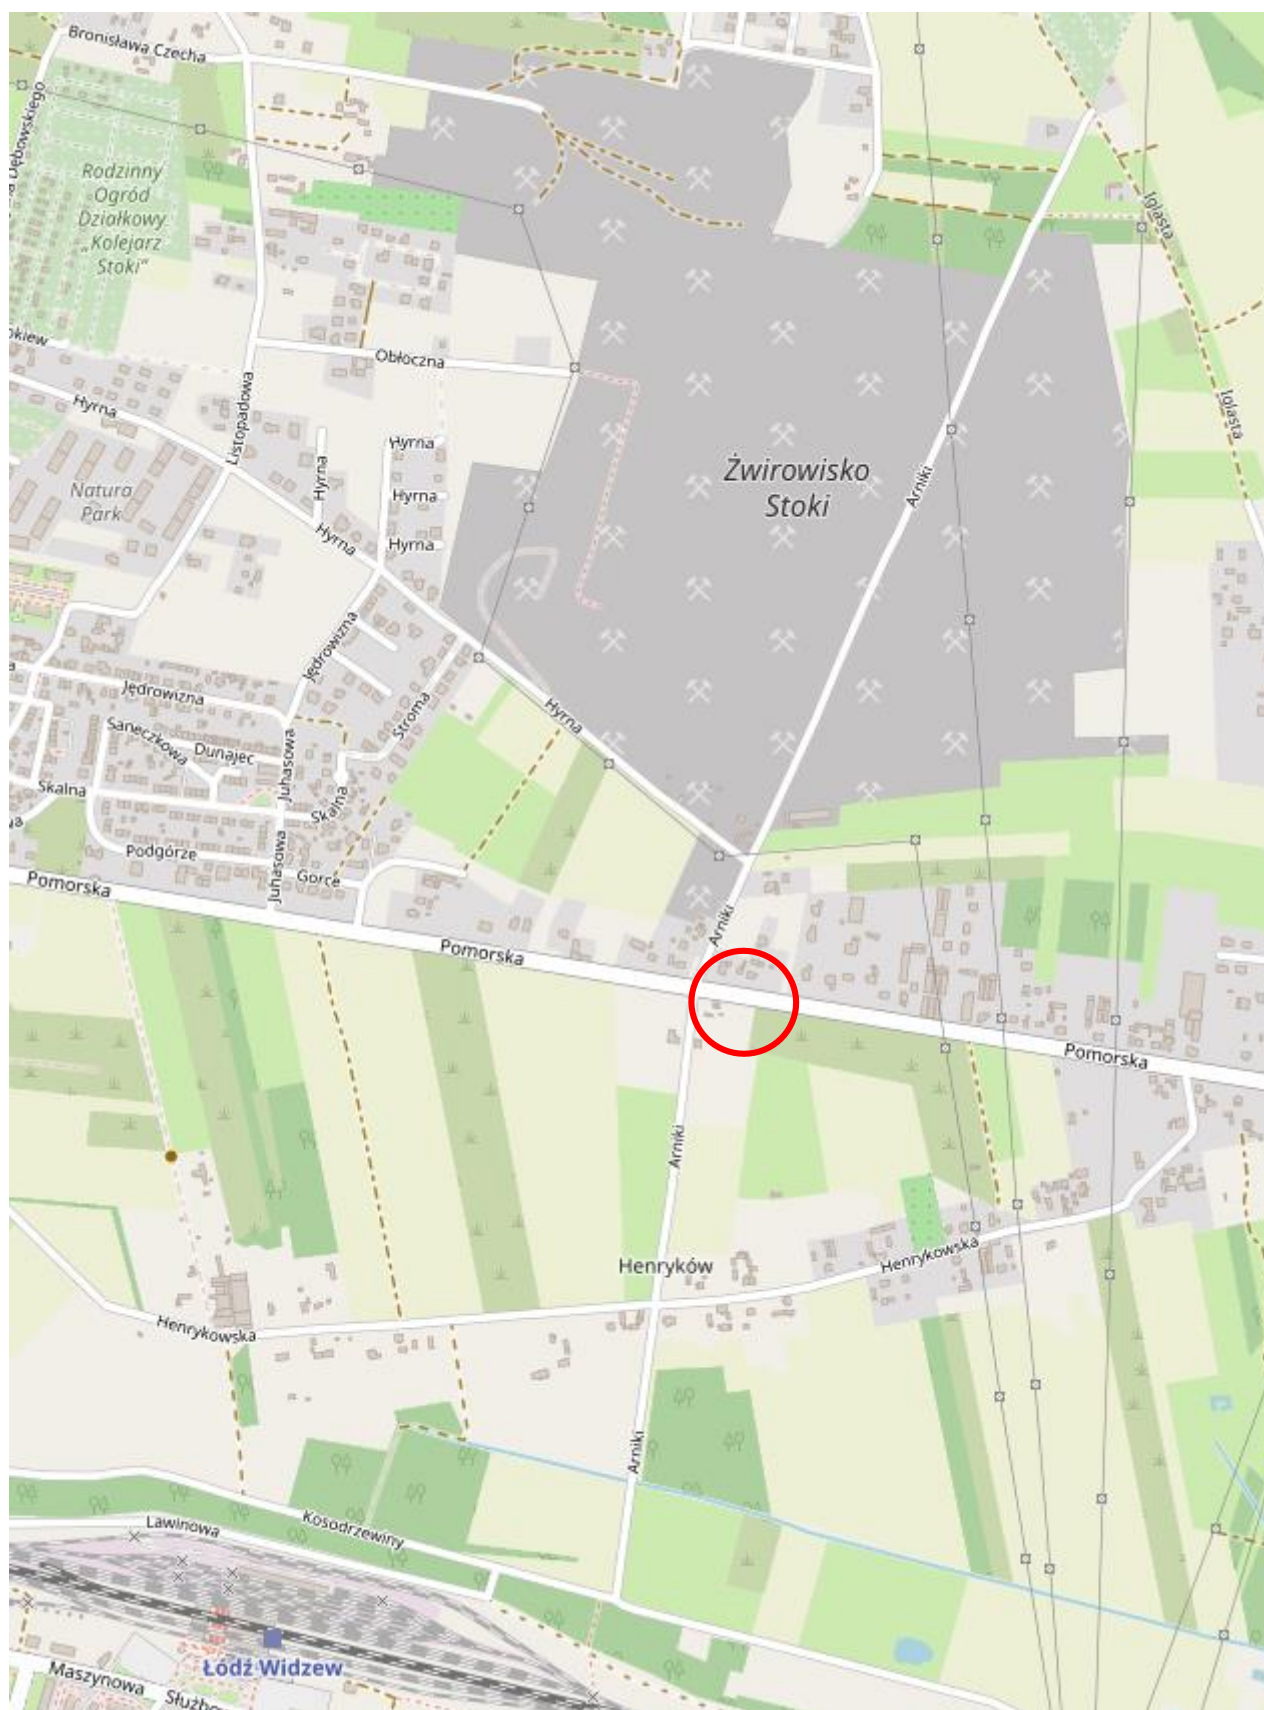 Bronisława Czecha
Dębowskiego
Rodzinny
Ogród
Działkowy
„Kolejarz
Stoki"
Iglasta
Obłoczna
Iglasta
Hyrna
Listopadowa
Hyrna
Hyrna
Hyrna
Żwirowisko
Stoki
Arniki
Natura
Park
Hyrna
Hyrna
Jędrowizna
Jędrowizna
Stroma
Hyrna
Saneczkowa
Dunajec
Juhasowa
Skalna
Skalna
Podgórze
Juhasowa
Gorce
Pomorska
Arniki
Pomorska
Pomorska
Arniki
Henrykowska
Henryków
Henrykowska
Arniki
Kosodrzewiny
Lawinowa
Łódź Widzew
Maszynowa